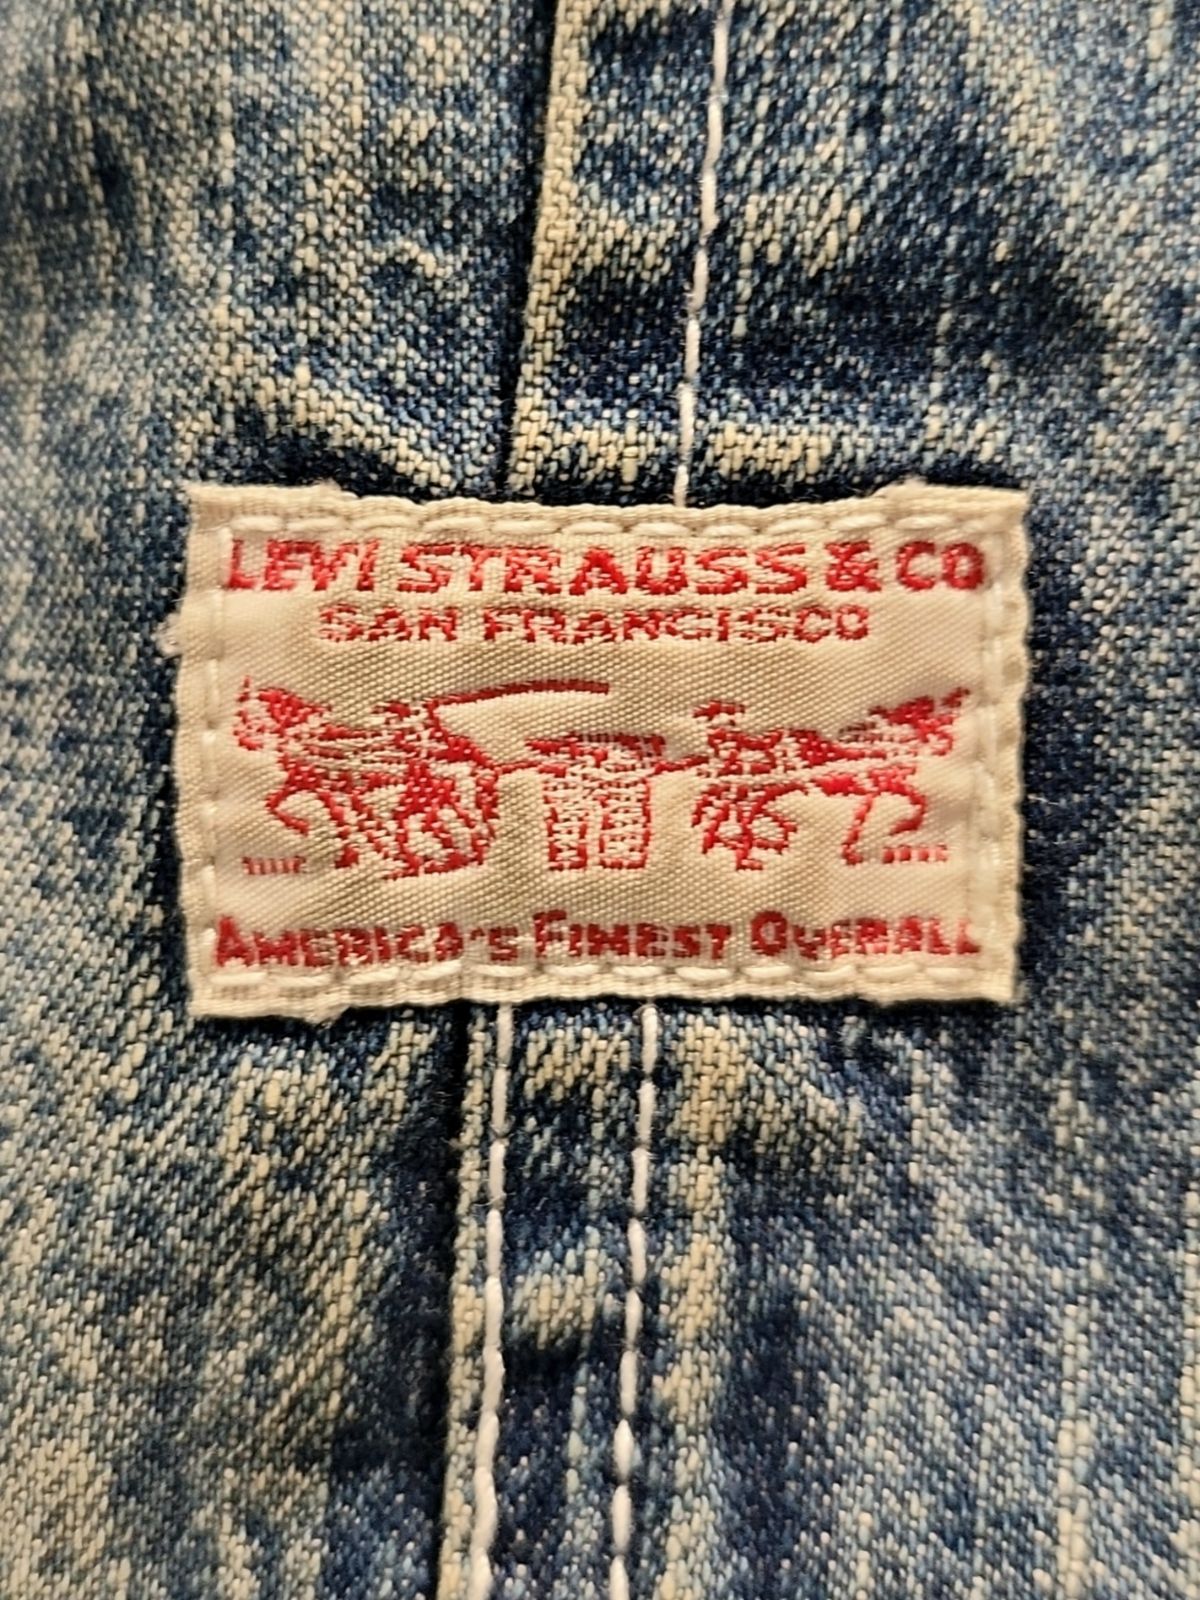 LEVI STRAUSS & CO
SAN FRANCISCO
AMERICA'S FINEST OVERALL